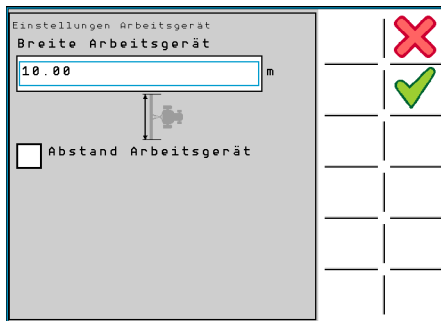 Einstellungen Arbeitsgerät
Breite Arbeitsgerät
10.00 m
Abstand Arbeitsgerät